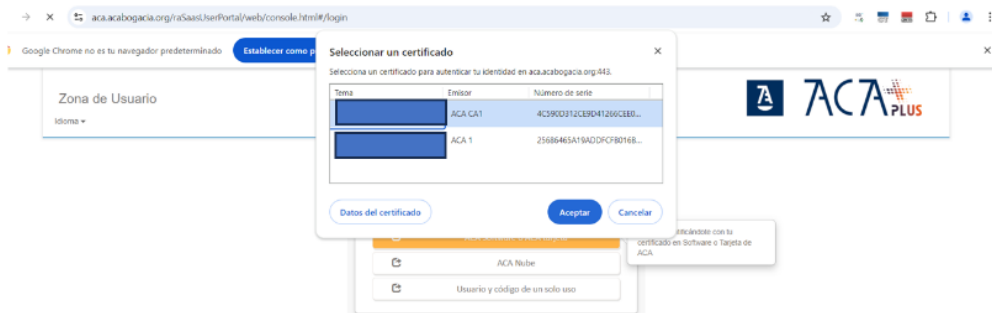 aca.acabogacia.org/raSaasUserPortal/web/console.html#/login
Google Chrome no es tu navegador predeterminado
Establecer como p
Seleccionar un certificado
Selecciona un certificado para autenticar tu identidad en aca.acabogacia.org:443.
Tema Emisor Número de serie
ACA CA1 4C590D312CE9D41266CEE0...
ACA 1 25686465A19ADDFCFB016B...
Datos del certificado
Aceptar
Cancelar
Zona de Usuario
Idioma
ACA PLUS
certificado en Software o Tarjeta de
ACA
ACA Nube
Usuario y código de un solo uso